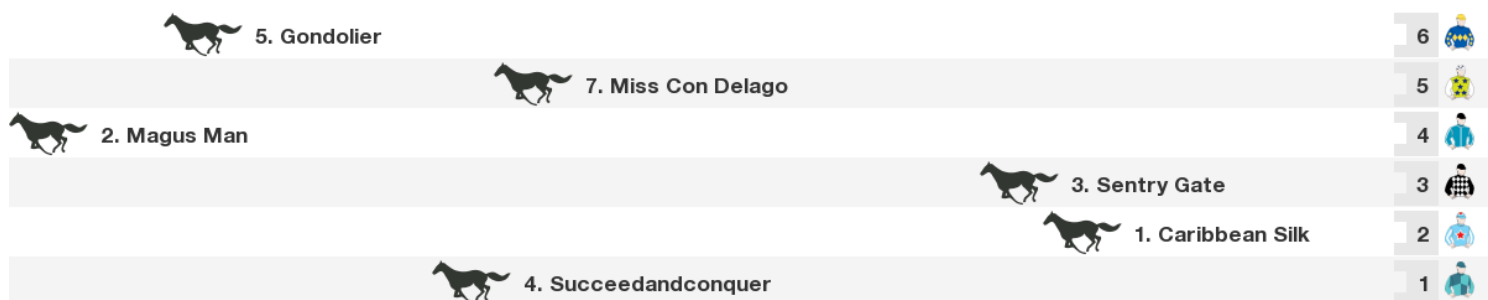 5. Gondolier 6
7. Miss Con Delago 5
2. Magus Man 4
3. Sentry Gate 3
1. Caribbean Silk 2
4. Succeedandconquer 1